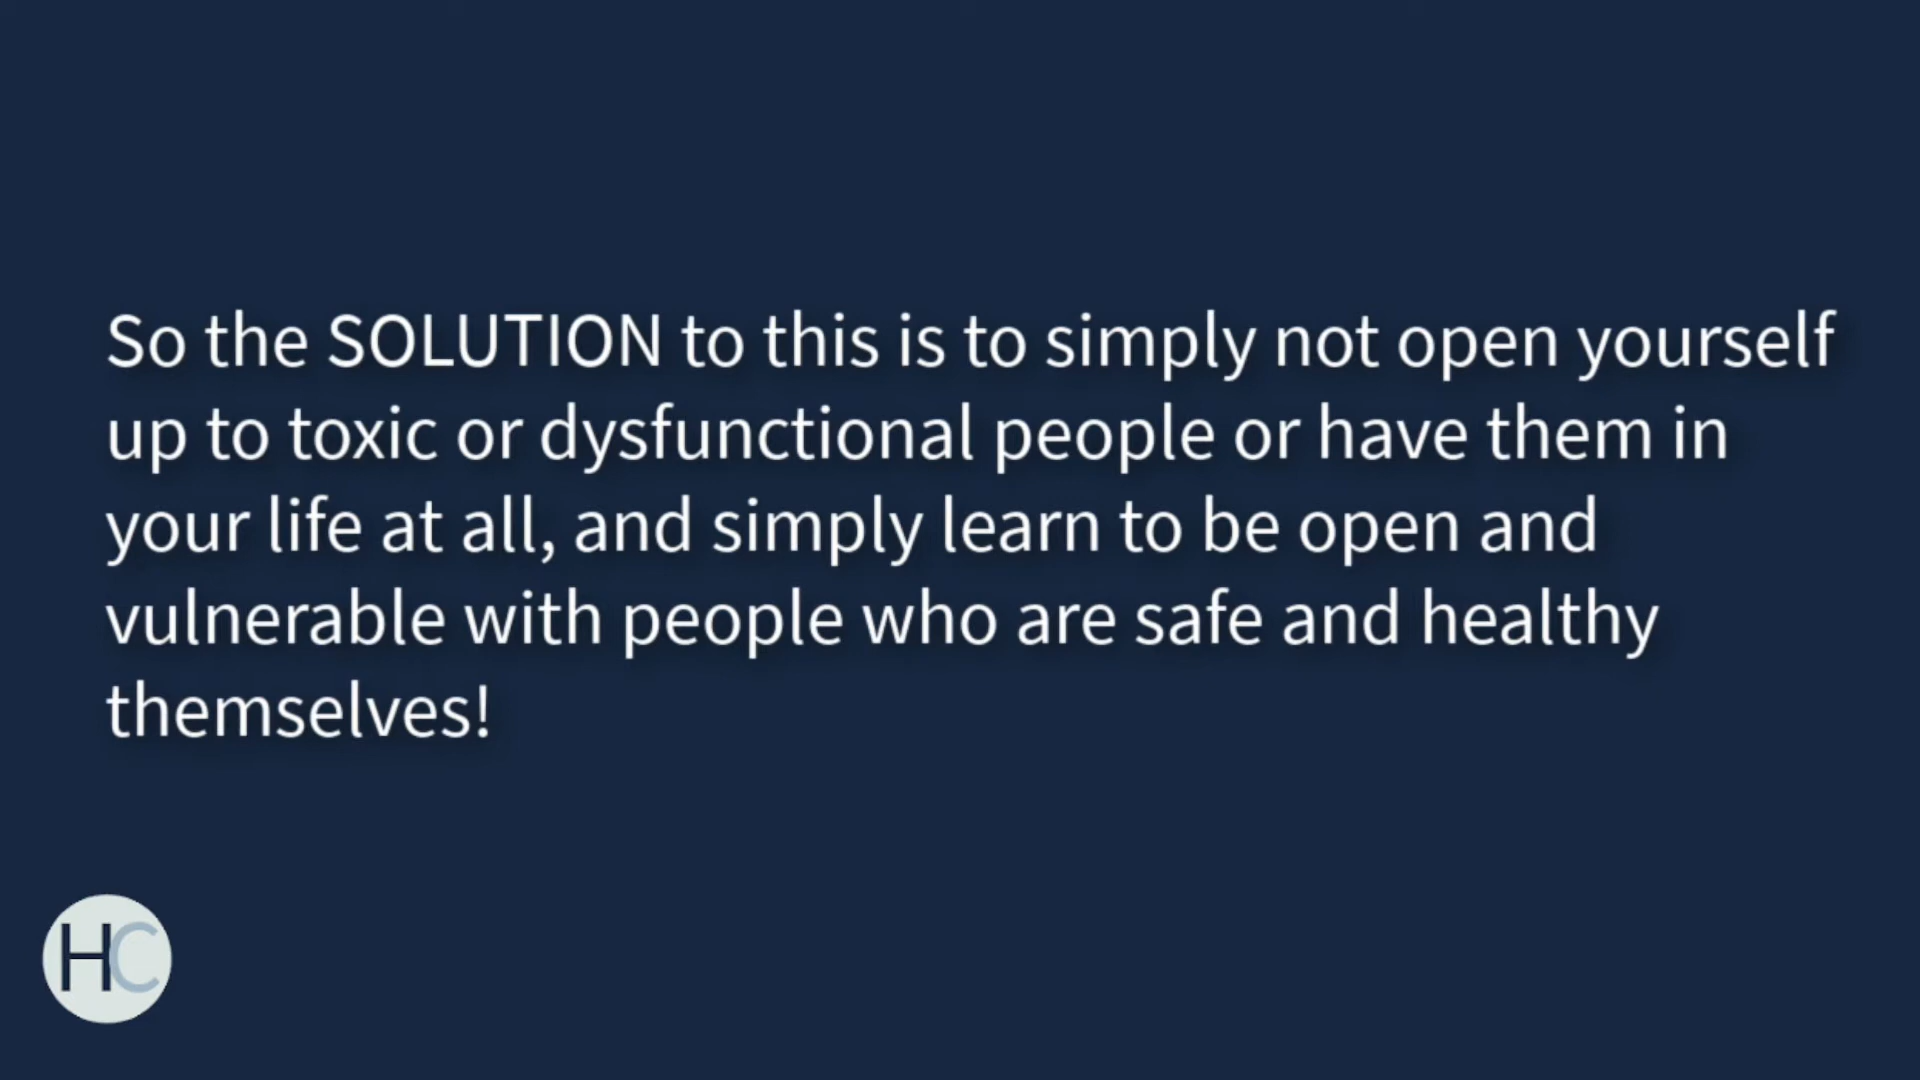 So the SOLUTION to this is to simply not open yourself
up to toxic or dysfunctional people or have them in
your life at all, and simply learn to be open and
vulnerable with people who are safe and healthy
themselves!
HC